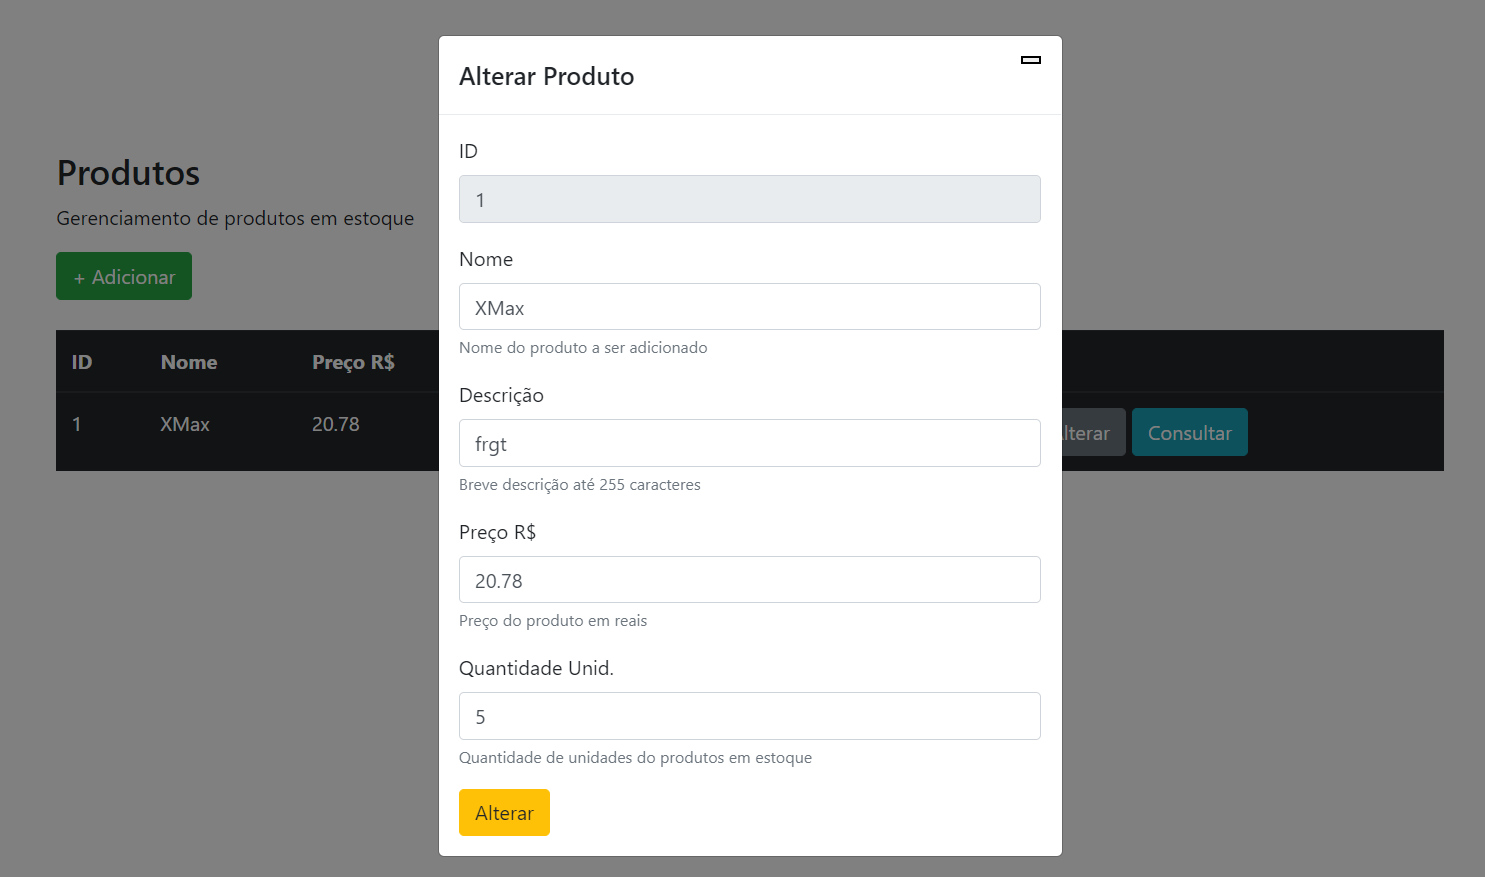 Alterar Produto
ID
1
Nome
XMax
Nome do produto a ser adicionado
Descrição
frgt
Breve descrição até 255 caracteres
Preço R$
20.78
Preço do produto em reais
Quantidade Unid.
5
Quantidade de unidades do produtos em estoque
Alterar
Produtos
Gerenciamento de produtos em estoque
+ Adicionar
ID Nome Preço R$
1 XMax 20.78 lterar Consultar